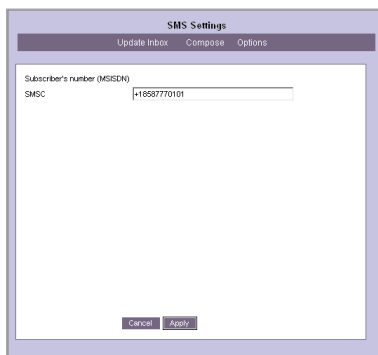 SMS Settings
Update Inbox Compose Options
Subscriber's number (MSISDN)
SMSC +18587770101
Cancel Apply